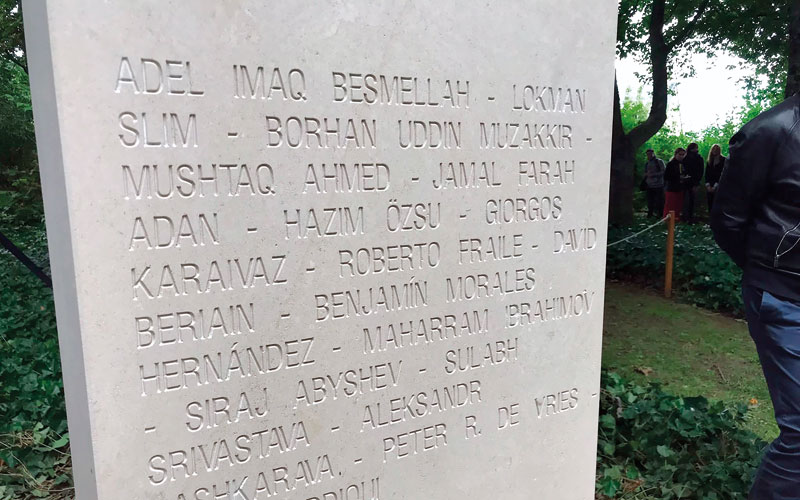 ADEL IMAQ BESMELLAH - LOKMAN
SLIM - BORHAN UDDIN MUZAKKIR -
MUSHTAQ AHMED - JAMAL FARAH
ADAN - HAZIM ÖZSU - GIORGOS
KARAIVAZ - ROBERTO FRAILE - DAVID
BERIAIN - BENJAMÍN MORALES
HERNÁNDEZ - MAHARRAM IBRAHIMOV
- SIRAJ ABYSHEV - SULABH
SRIVASTAVA - ALEKSANDR
- PETER R. DE VRIES -